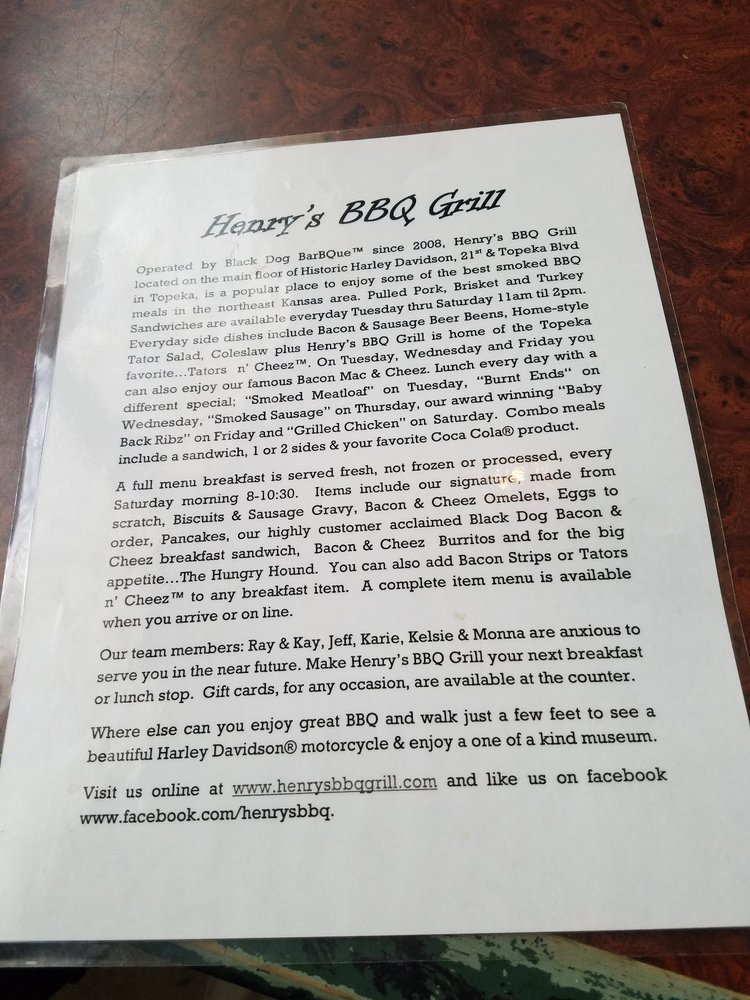 Henry's BBQ Grill
Operated by Black Dog BarBQue™ since 2008, Henry's BBQ Grill
located on the main floor of Historic Harley Davidson, 21st & Topeka Blvd
in Topeka, is a popular place to enjoy some of the best smoked BBQ
meals in the northeast Kansas area. Pulled Pork, Brisket and Turkey
Sandwiches are available everyday Tuesday thru Saturday 11am til 2pm.
Everyday side dishes include Bacon & Sausage Beer Beens, Home-style
Tator Salad, Coleslaw plus Henry's BBQ Grill is home of the Topeka
favorite...Tators n' Cheez™. On Tuesday, Wednesday and Friday you
can also enjoy our famous Bacon Mac & Cheez. Lunch every day with a
different special; "Smoked Meatloaf" on Tuesday, "Burnt Ends" on
Wednesday, "Smoked Sausage" on Thursday, our award winning "Baby
Back Ribz" on Friday and "Grilled Chicken" on Saturday. Combo meals
include a sandwich, 1 or 2 sides & your favorite Coca Cola® product.
A full menu breakfast is served fresh, not frozen or processed, every
Saturday morning 8-10:30. Items include our signature, made from
scratch, Biscuits & Sausage Gravy, Bacon & Cheez Omelets, Eggs to
order, Pancakes, our highly customer acclaimed Black Dog Bacon &
Cheez breakfast sandwich, Bacon & Cheez Burritos and for the big
appetite...The Hungry Hound. You can also add Bacon Strips or Tators
n' Cheez™ to any breakfast item. A complete item menu is available
when you arrive or on line.
Our team members: Ray & Kay, Jeff, Karie, Kelsie & Monna are anxious to
serve you in the near future. Make Henry's BBQ Grill your next breakfast
or lunch stop. Gift cards, for any occasion, are available at the counter.
Where else can you enjoy great BBQ and walk just a few feet to see a
beautiful Harley Davidson® motorcycle & enjoy a one of a kind museum.
Visit us online at www.henrysbbqgrill.com and like us on facebook
www.facebook.com/henrysbbq.